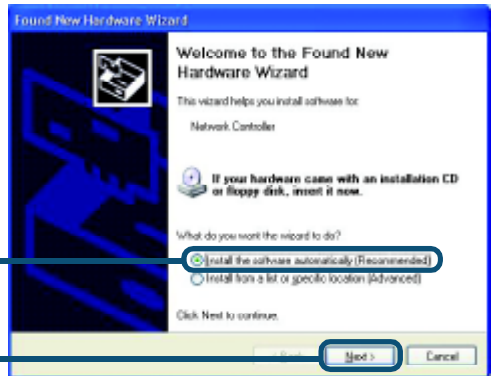 Found New Hardware Wizard
Welcome to the Found New
Hardware Wizard
This wizard helps you install software for:
Network Controller
If your hardware came with an installation CD
or floppy disk, insert it now.
What do you want the wizard to do?
Install the software automatically (Recommended)
Install from a list or specific location (Advanced)
Click Next to continue.
< Back
Next >
Cancel